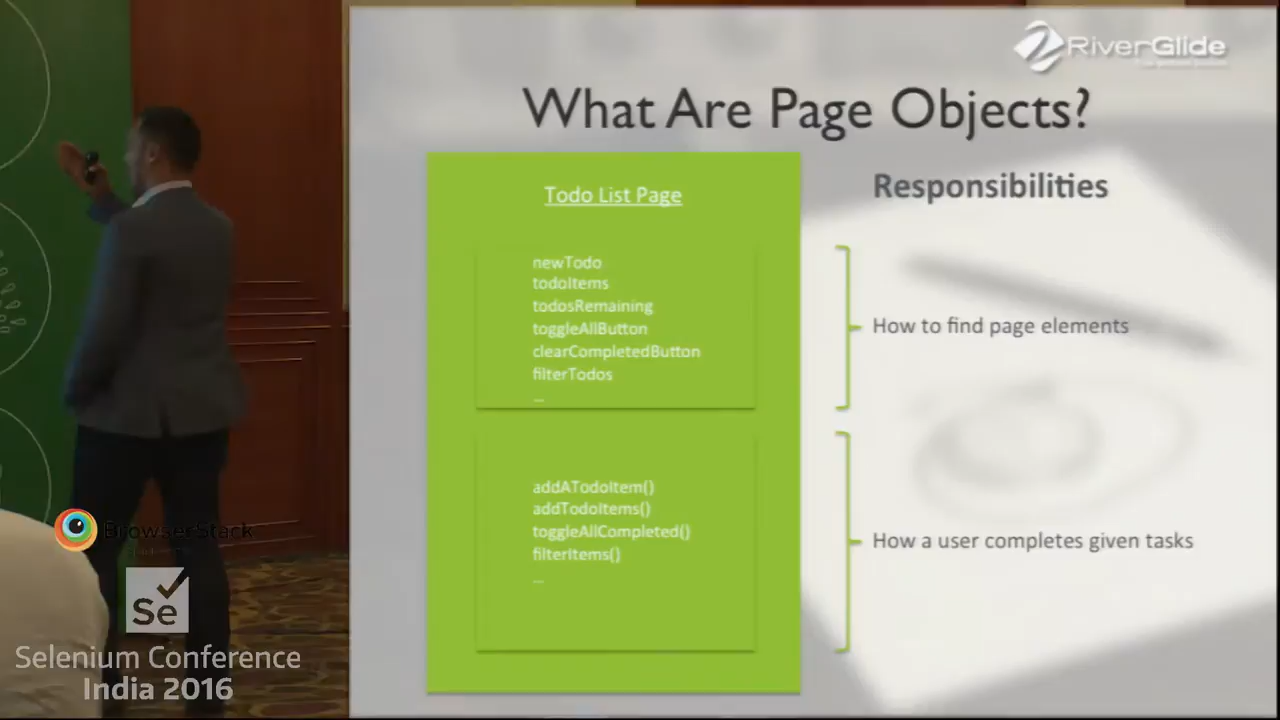 RiverGlide
What Are Page Objects?
Todo List Page
Responsibilities
newTodo
todoItems
todosRemaining
toggleAllButton
clearCompletedButton
filterTodos
...
How to find page elements
addATodoItem()
addTodoItems()
toggleAllCompleted()
filterItems()
...
How a user completes given tasks
BrowserStack
Se
Selenium Conference
India 2016